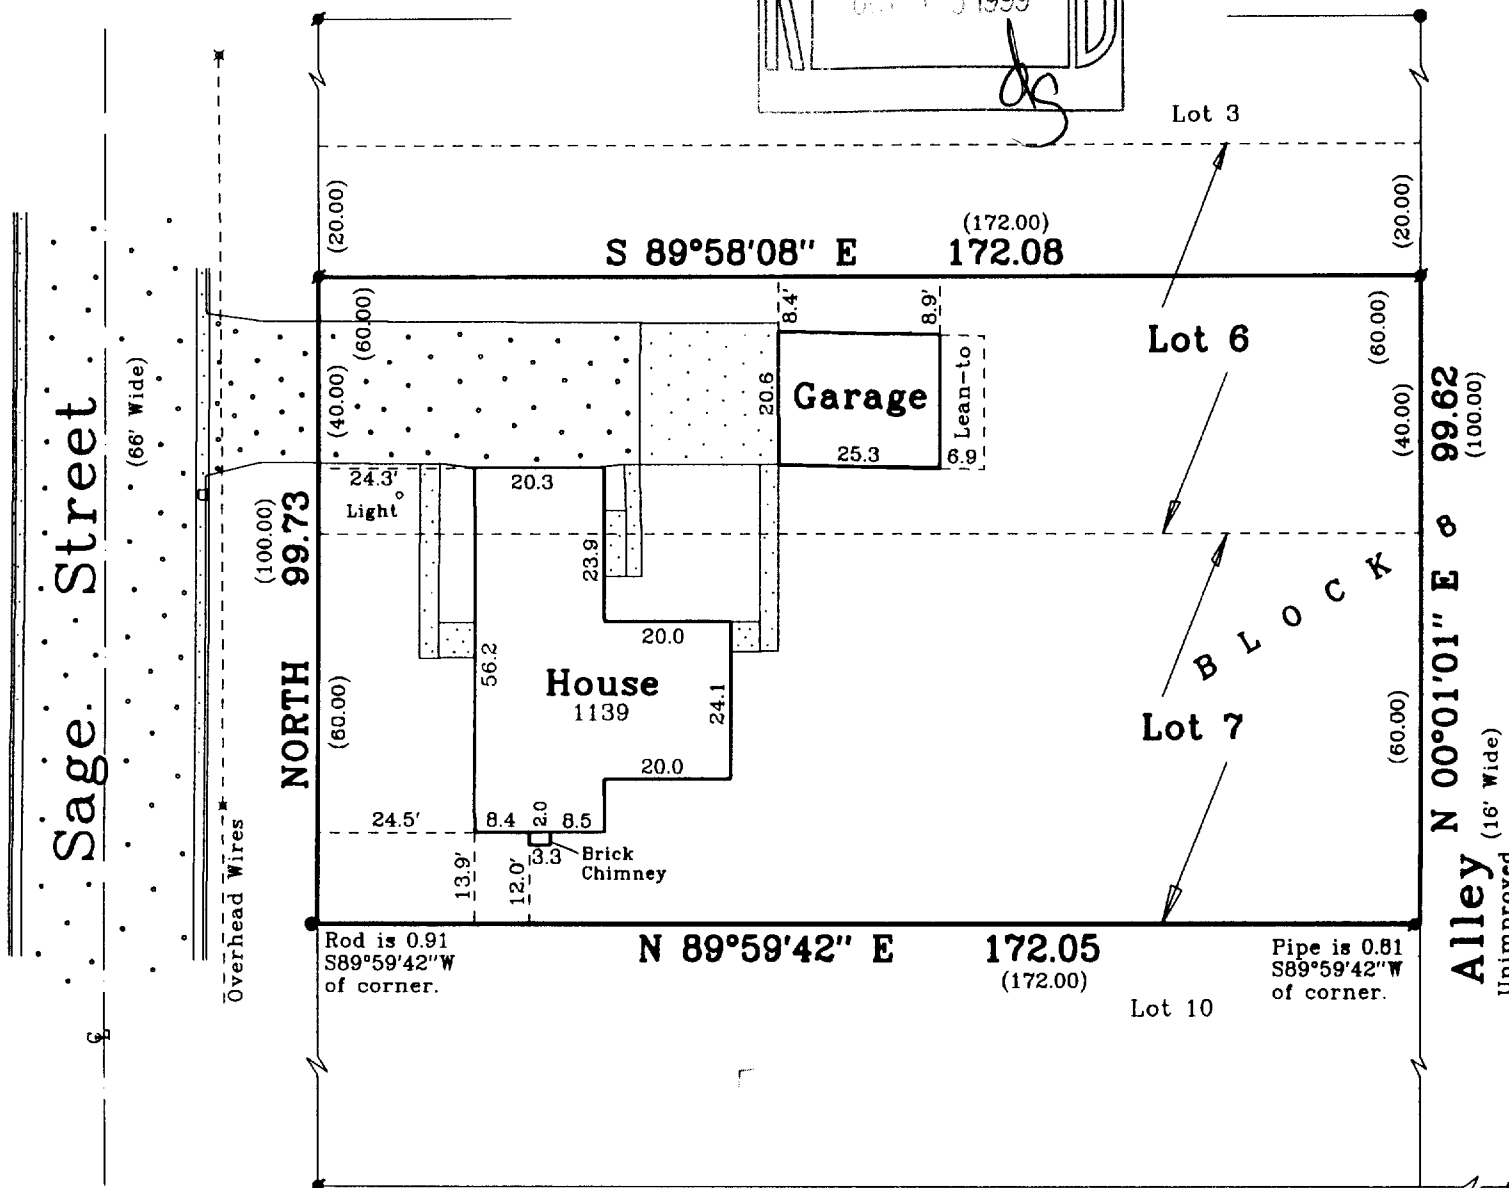 1999
Lot 3
(20.00)
(20.00)
(172.00)
S 89°58'08" E 172.08
(60.00)
8.4'
8.9'
(60.00)
Lot 6
(66' Wide)
(40.00)
20.6
Garage
Lean-to
(40.00)
99.62
(100.00)
25.3
6.9
24.3'
Light
20.3
Sage Street
(100.00)
99.73
23.9
BLOCK 8
20.0
56.2
House
1139
24.1
NORTH
(60.00)
Lot 7
(60.00)
N 00°01'01" E
20.0
24.5'
8.4
2.0
8.5
3.3
Brick
Chimney
13.9'
12.0'
Overhead Wires
Alley
(16' Wide)
Unimproved
Rod is 0.91
S89°59'42"W
of corner.
N 89°59'42" E 172.05
(172.00)
Pipe is 0.81
S89°59'42"W
of corner.
Lot 10